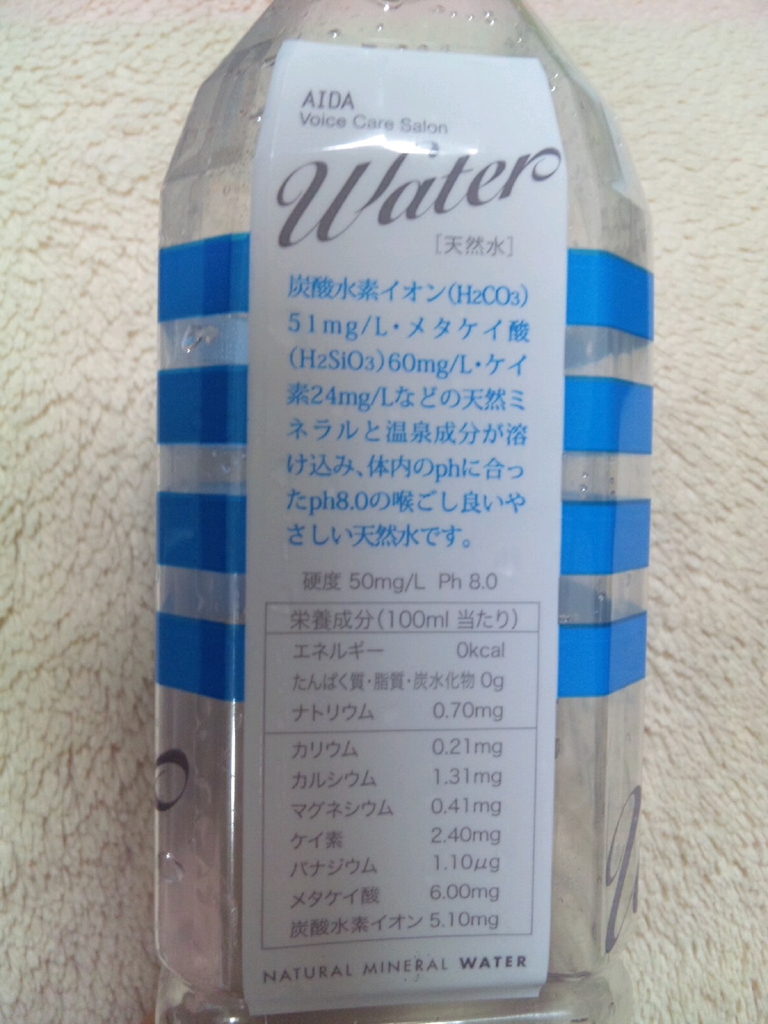 AIDA
Voice Care Salon
Water
［天然水］
炭酸水素イオン（H2CO3）
51mg/L・メタケイ酸
（H2SiO3）60mg/L・ケイ
素24mg/Lなどの天然ミ
ネラルと温泉成分が溶
け込み、体内のphに合っ
たph8.0の喉ごし良いや
さしい天然水です。
硬度 50mg/L Ph 8.0
栄養成分（100ml 当たり）
エネルギー 0kcal
たんぱく質・脂質・炭水化物 0g
ナトリウム 0.70mg
カリウム 0.21mg
カルシウム 1.31mg
マグネシウム 0.41mg
ケイ素 2.40mg
バナジウム 1.10μg
メタケイ酸 6.00mg
炭酸水素イオン 5.10mg
NATURAL MINERAL WATER